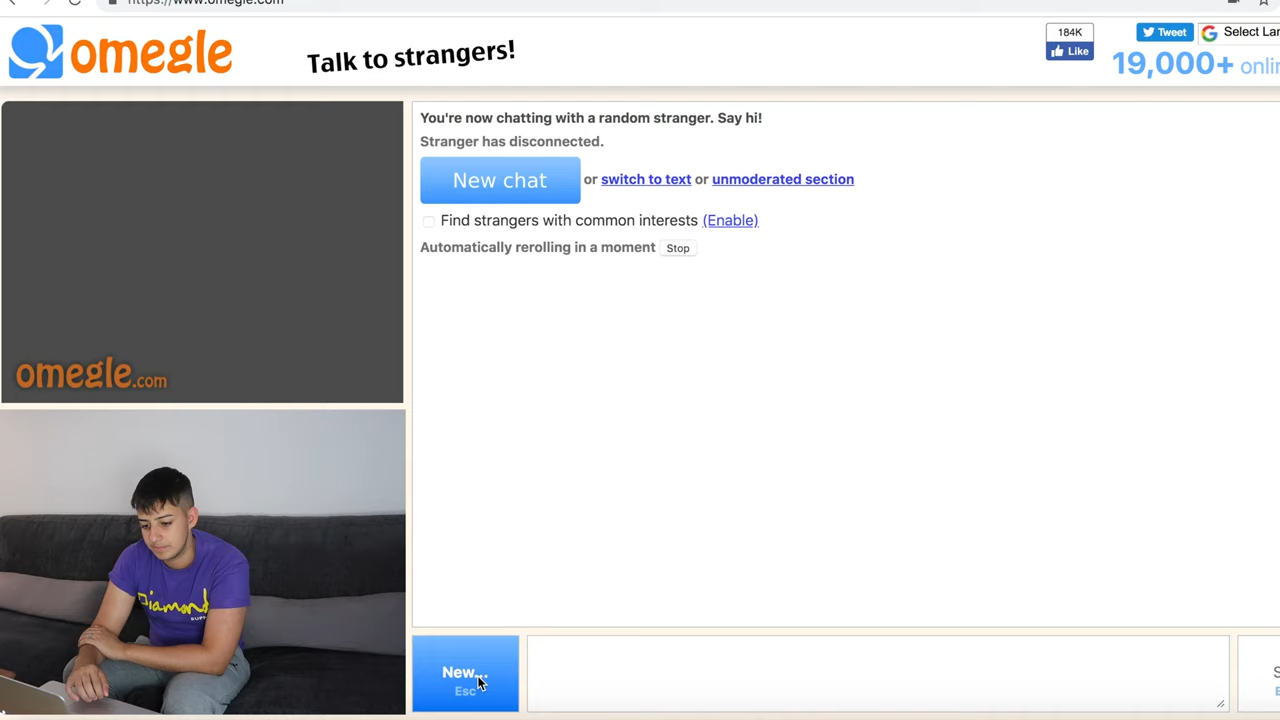 https://www.omegle.com
omegle
Talk to strangers!
184K
Like
Tweet
Select
19,000+
You're now chatting with a random stranger. Say hi!
Stranger has disconnected.
New chat or switch to text or unmoderated section
Find strangers with common interests (Enable)
Automatically rerolling in a moment Stop
omegle.com
Diamond
New...
Esc